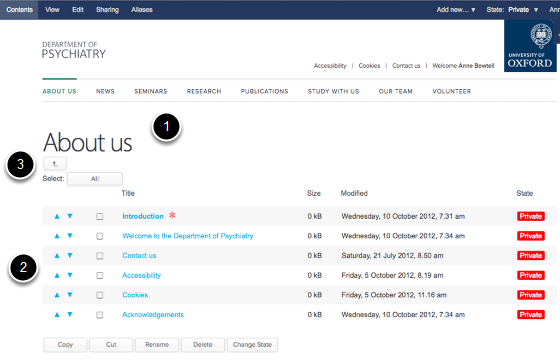 Contents View Edit Sharing Aliases Add new... ▼ State: Private ▼
DEPARTMENT OF
PSYCHIATRY
UNIVERSITY OF
OXFORD
Accessibility | Cookies | Contact us | Welcome Anne Bowtell
ABOUT US NEWS SEMINARS RESEARCH PUBLICATIONS STUDY WITH US OUR TEAM VOLUNTEER
1
About us
3
Select: All
Title Size Modified State
Introduction * 0 kB Wednesday, 10 October 2012, 7.31 am Private
Welcome to the Department of Psychiatry 0 kB Wednesday, 10 October 2012, 7.34 am Private
Contact us 0 kB Saturday, 21 July 2012, 8.50 am Private
2
Accessibility 0 kB Friday, 5 October 2012, 8.19 am Private
Cookies 0 kB Friday, 5 October 2012, 11.16 am Private
Acknowledgements 0 kB Wednesday, 10 October 2012, 7.34 am Private
Copy Cut Rename Delete Change State